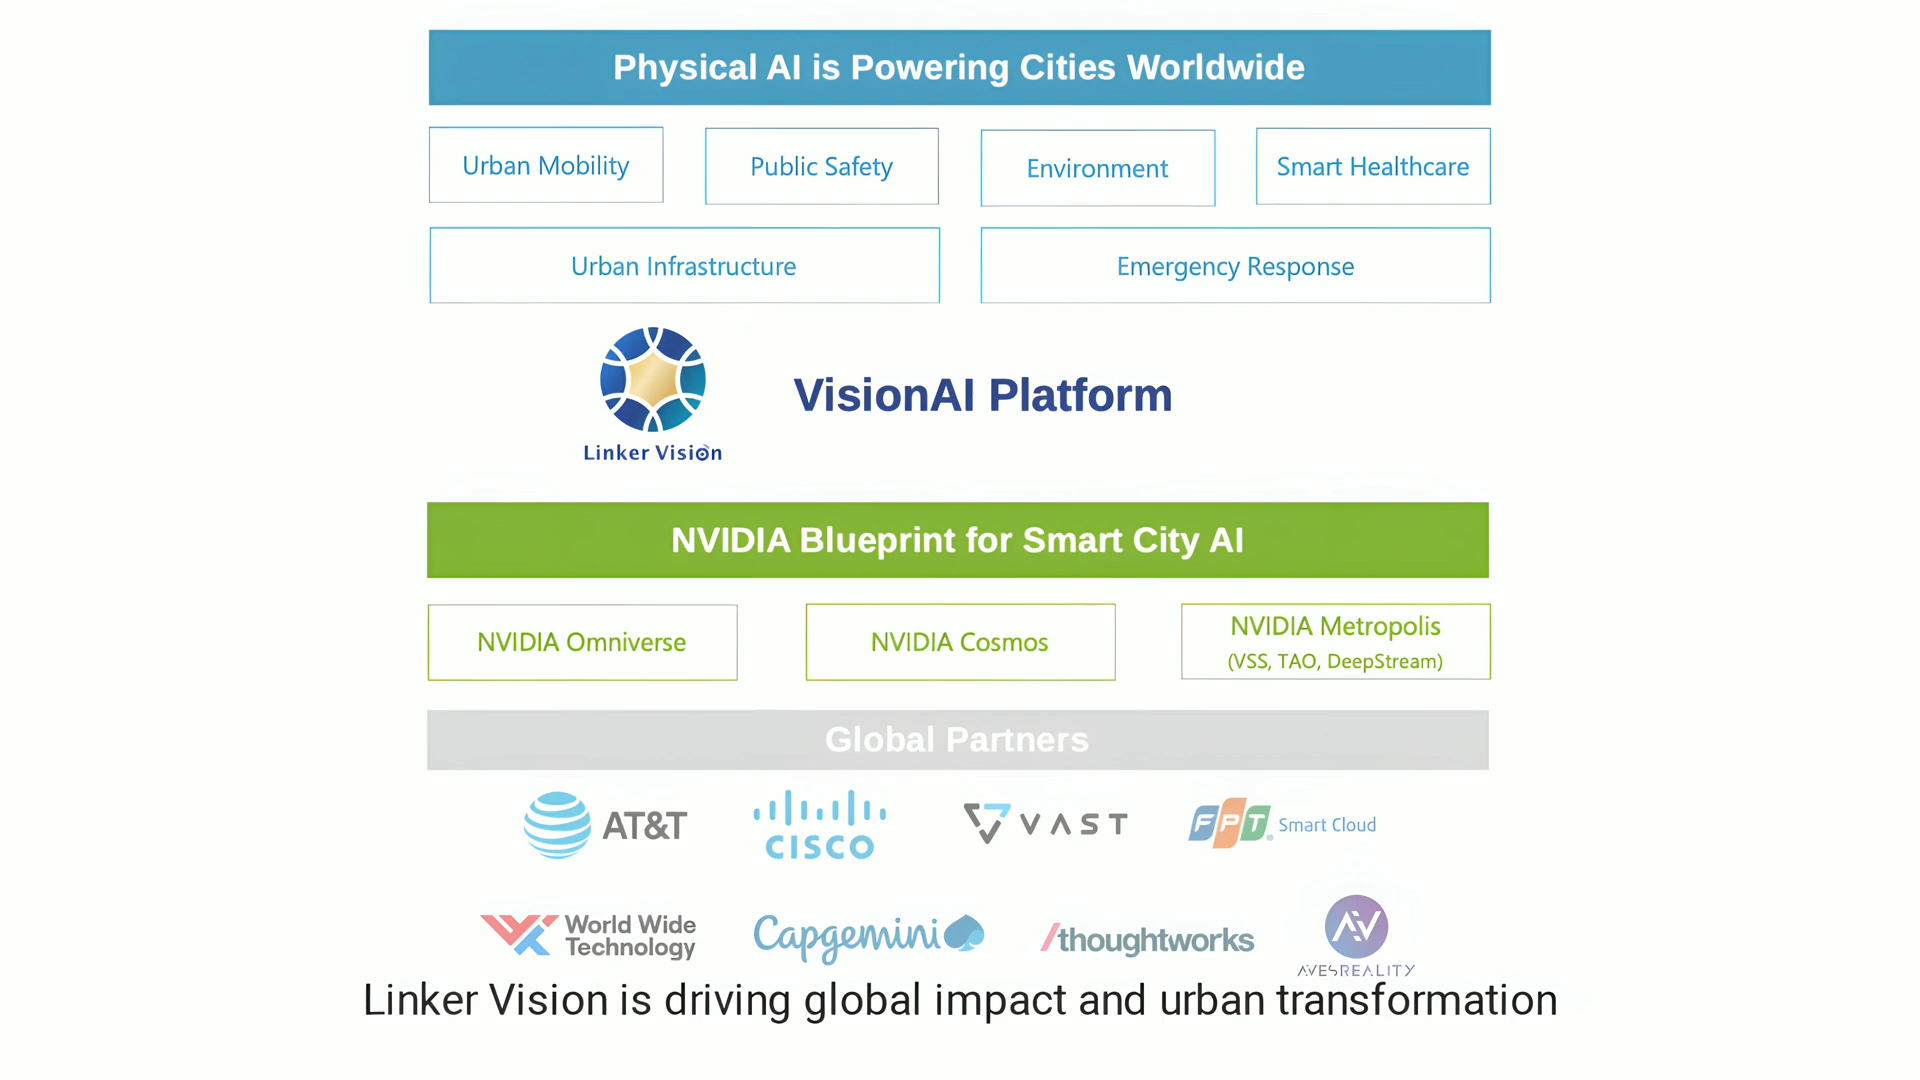 Physical AI is Powering Cities Worldwide
Urban Mobility
Public Safety
Environment
Smart Healthcare
Urban Infrastructure
Emergency Response
Linker Vision
VisionAI Platform
NVIDIA Blueprint for Smart City AI
NVIDIA Omniverse
NVIDIA Cosmos
NVIDIA Metropolis
(VSS, TAO, DeepStream)
Global Partners
AT&T
CISCO
VAST
FPT Smart Cloud
World Wide
Technology
Capgemini
/thoughtworks
AVESREALITY
Linker Vision is driving global impact and urban transformation